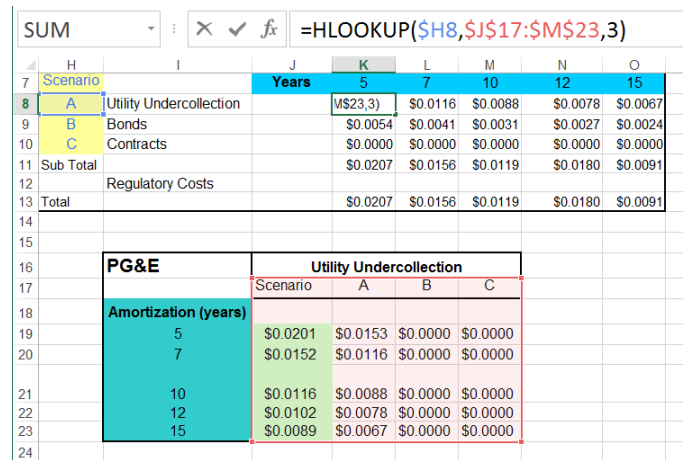 SUM =HLOOKUP($H8,$J$17:$M$23,3)
H I J K L M N O
7 Scenario Years 5 7 10 12 15
8 A Utility Undercollection M$23,3) $0.0116 $0.0088 $0.0078 $0.0067
9 B Bonds $0.0054 $0.0041 $0.0031 $0.0027 $0.0024
10 C Contracts $0.0000 $0.0000 $0.0000 $0.0000 $0.0000
11 Sub Total $0.0207 $0.0156 $0.0119 $0.0180 $0.0091
12 Regulatory Costs
13 Total $0.0207 $0.0156 $0.0119 $0.0180 $0.0091
14
15
16 PG&E Utility Undercollection
17 Scenario A B C
18 Amortization (years)
19 5 $0.0201 $0.0153 $0.0000 $0.0000
20 7 $0.0152 $0.0116 $0.0000 $0.0000
21 10 $0.0116 $0.0088 $0.0000 $0.0000
22 12 $0.0102 $0.0078 $0.0000 $0.0000
23 15 $0.0089 $0.0067 $0.0000 $0.0000
24